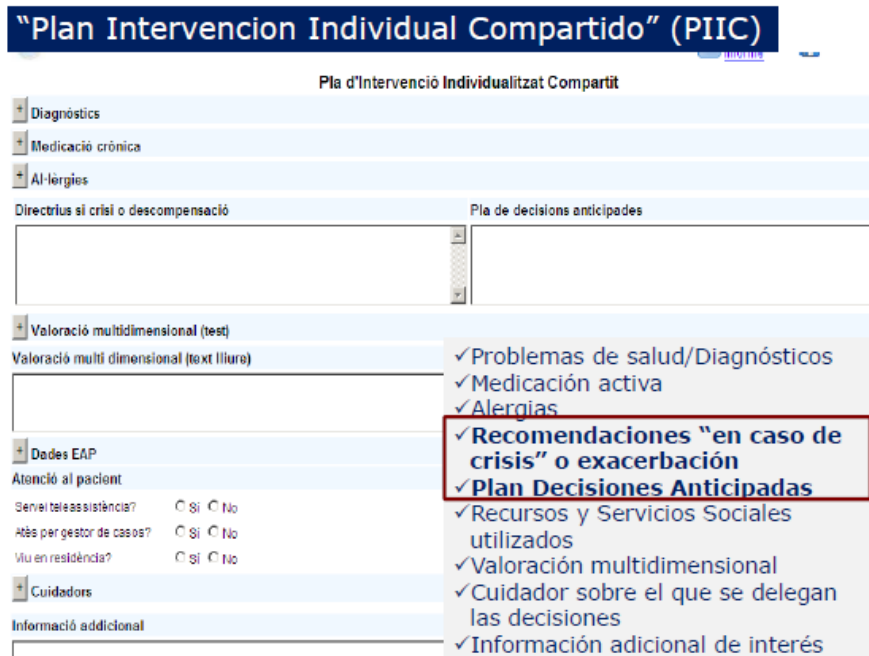 “Plan Intervencion Individual Compartido” (PIIC)
Informe
Pla d'Intervenció Individualitzat Compartit
+ Diagnòstics
+ Medicació crònica
+ Al·lèrgies
Directrius si crisi o descompensació
Pla de decisions anticipades
+ Valoració multidimensional (test)
Valoració multi dimensional (text lliure)
+ Dades EAP
Atenció al pacient
Servei teleassistència? Sí No
Atès per gestor de casos? Sí No
Viu en residència? Sí No
+ Cuidadors
Informació addicional
✓Problemas de salud/Diagnósticos
✓Medicación activa
✓Alergias
✓Recomendaciones “en caso de
crisis” o exacerbación
✓Plan Decisiones Anticipadas
✓Recursos y Servicios Sociales
utilizados
✓Valoración multidimensional
✓Cuidador sobre el que se delegan
las decisiones
✓Información adicional de interés